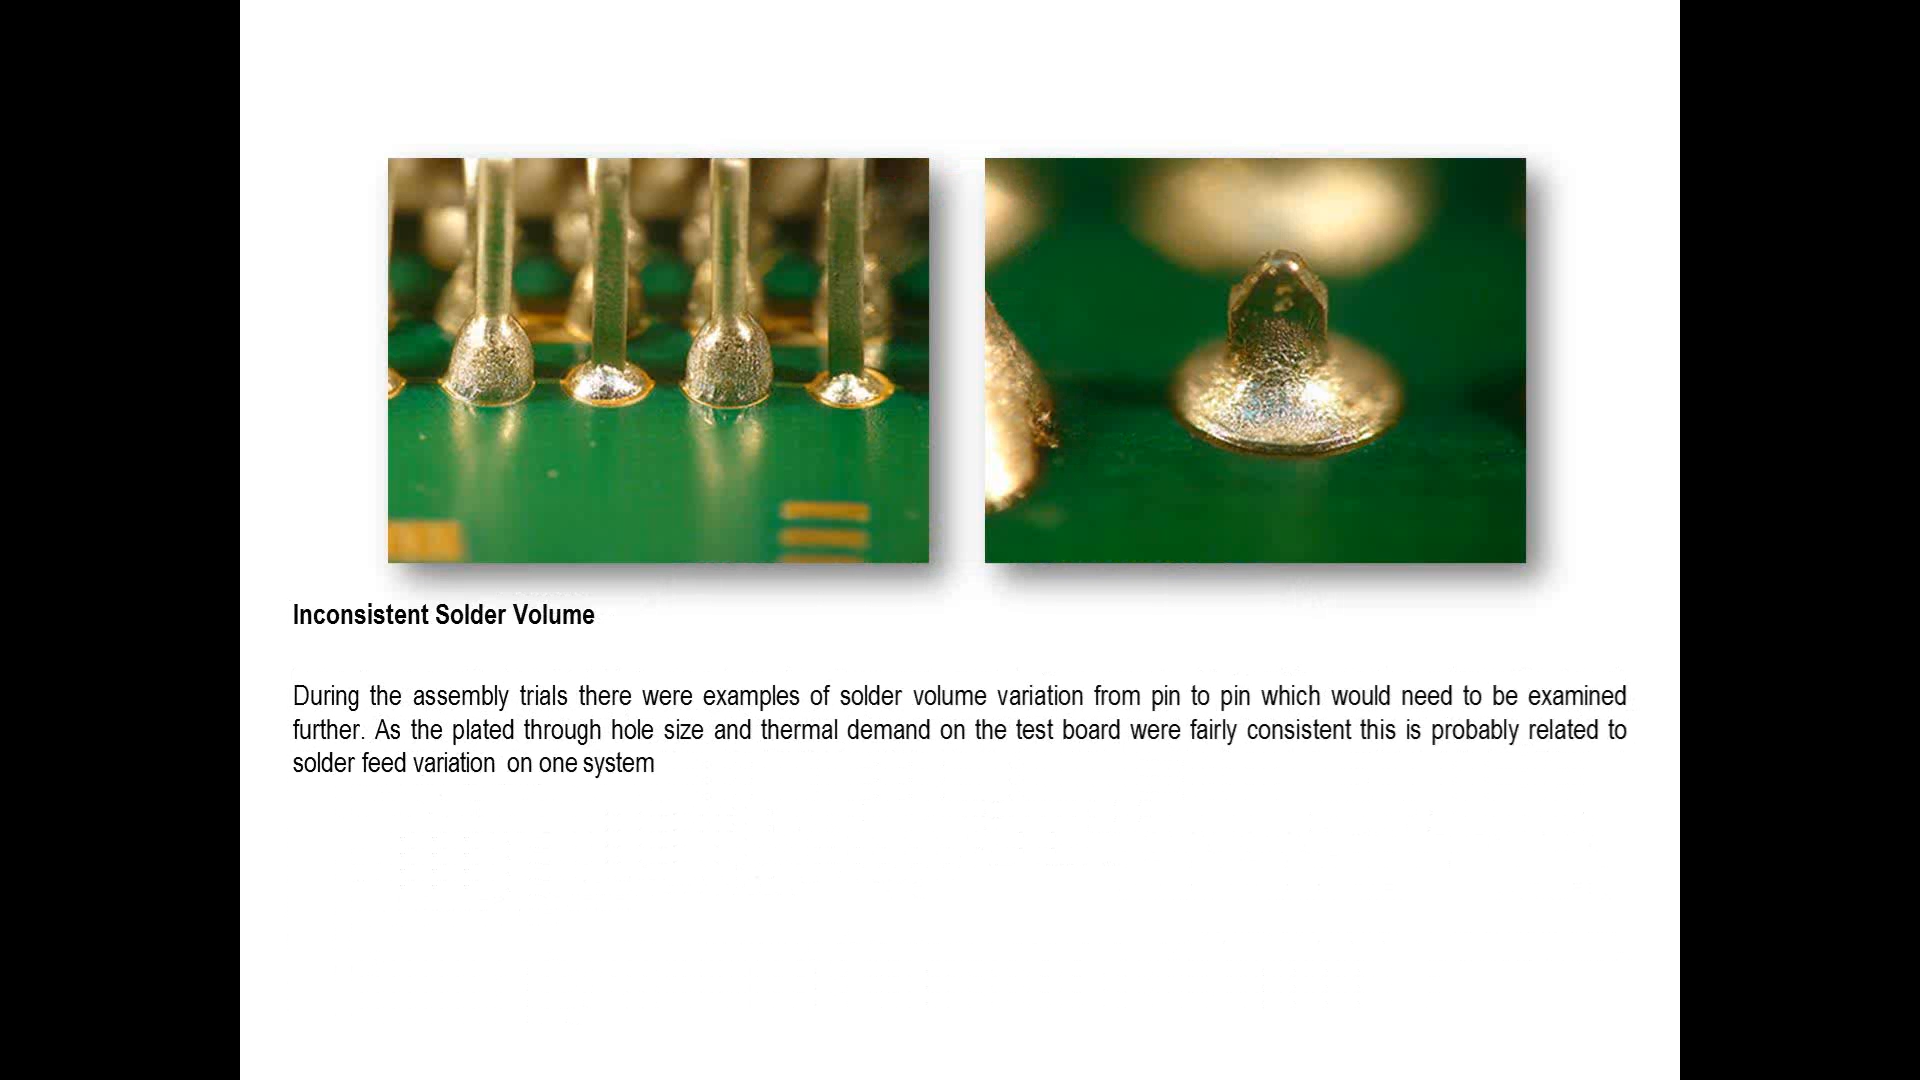 Inconsistent Solder Volume
During the assembly trials there were examples of solder volume variation from pin to pin which would need to be examined
further. As the plated through hole size and thermal demand on the test board were fairly consistent this is probably related to
solder feed variation on one system